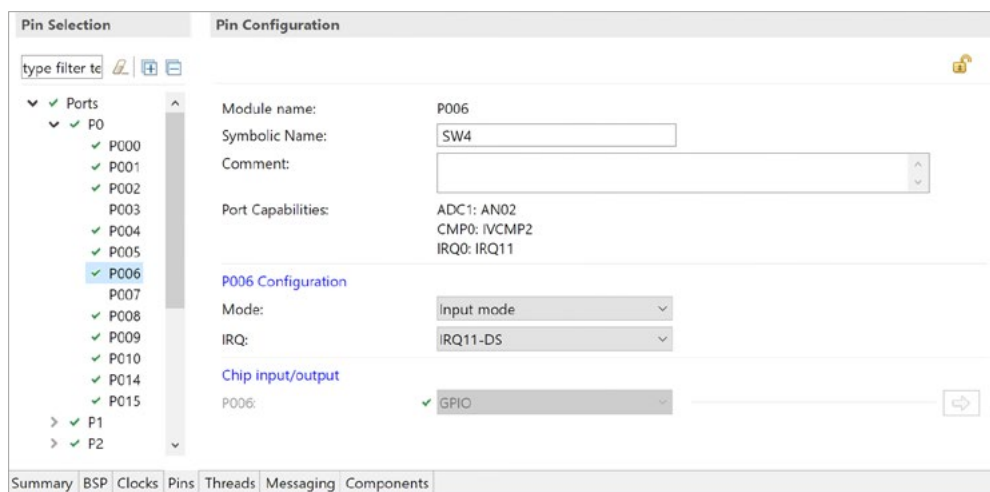 Pin Selection
Pin Configuration
type filter te
Ports
P0
P000
P001
P002
P003
P004
P005
P006
P007
P008
P009
P010
P014
P015
P1
P2
Module name: P006
Symbolic Name: SW4
Comment:
Port Capabilities: ADC1: AN02
CMP0: IVCMP2
IRQ0: IRQ11
P006 Configuration
Mode: Input mode
IRQ: IRQ11-DS
Chip input/output
P006: GPIO
Summary BSP Clocks Pins Threads Messaging Components